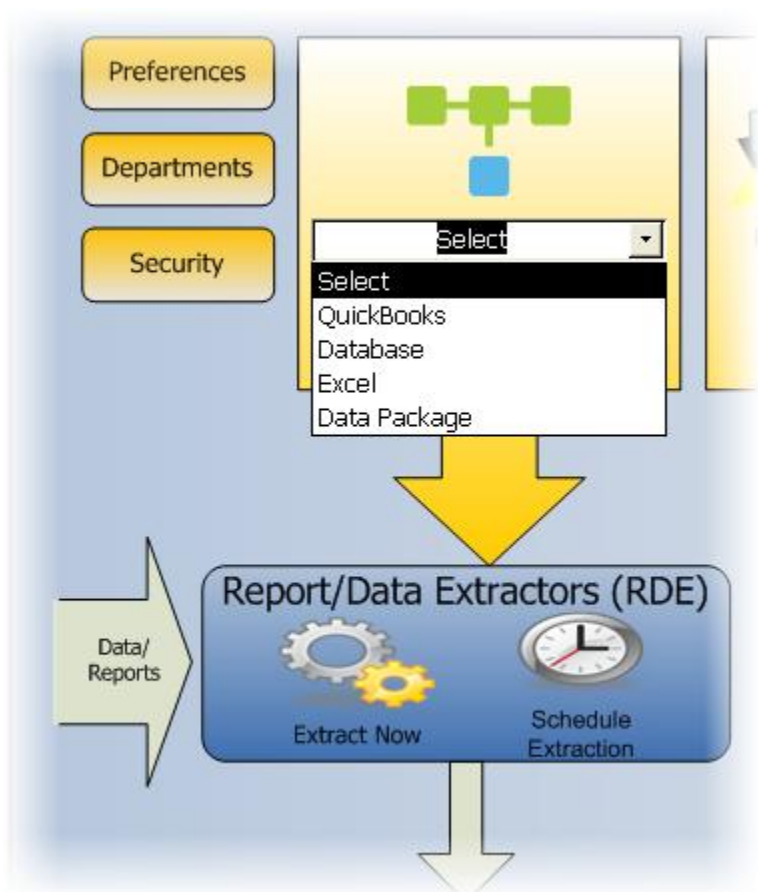 Preferences
Departments
Security
Select
Select
QuickBooks
Database
Excel
Data Package
Report/Data Extractors (RDE)
Data/
Reports
Extract Now
Schedule
Extraction